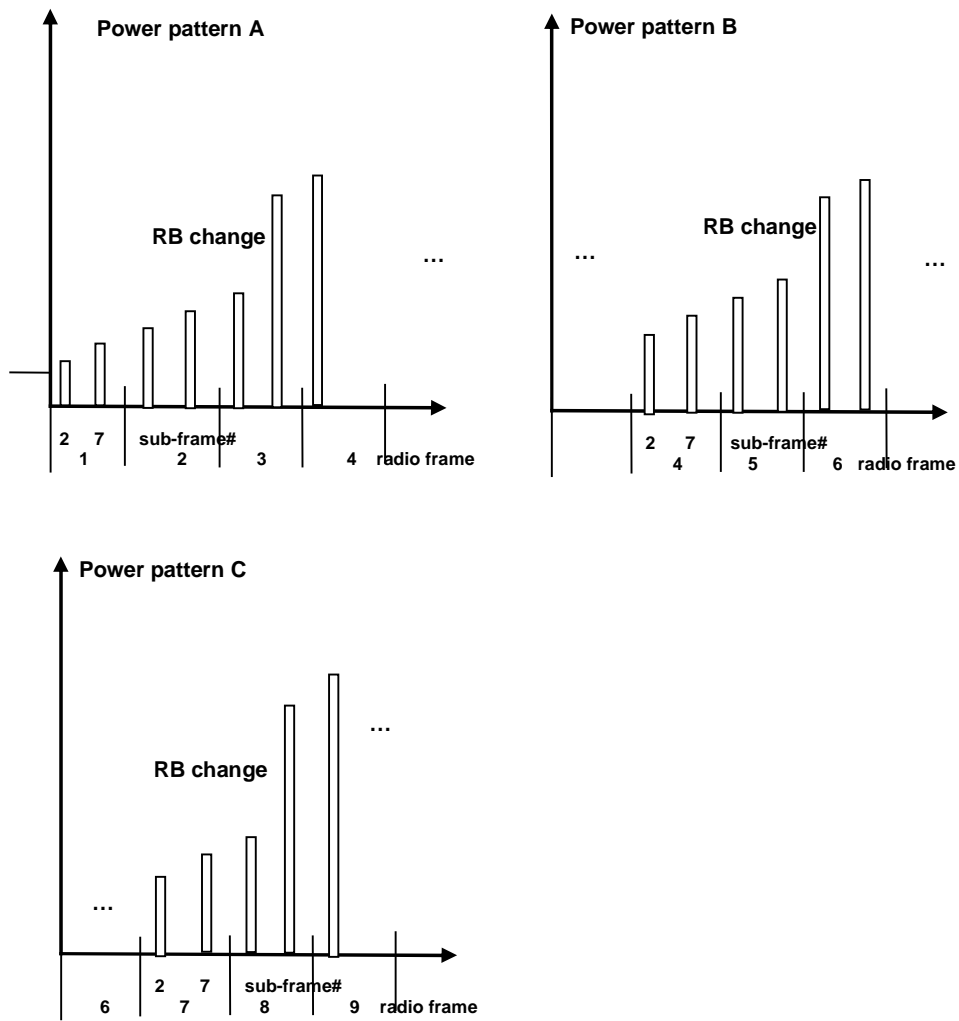 Power pattern A
RB change
...
2 7 sub-frame#
1 2 3 4 radio frame
Power pattern B
RB change
...
...
2 7 sub-frame#
4 5 6 radio frame
Power pattern C
RB change
...
...
2 7 sub-frame#
6 7 8 9 radio frame